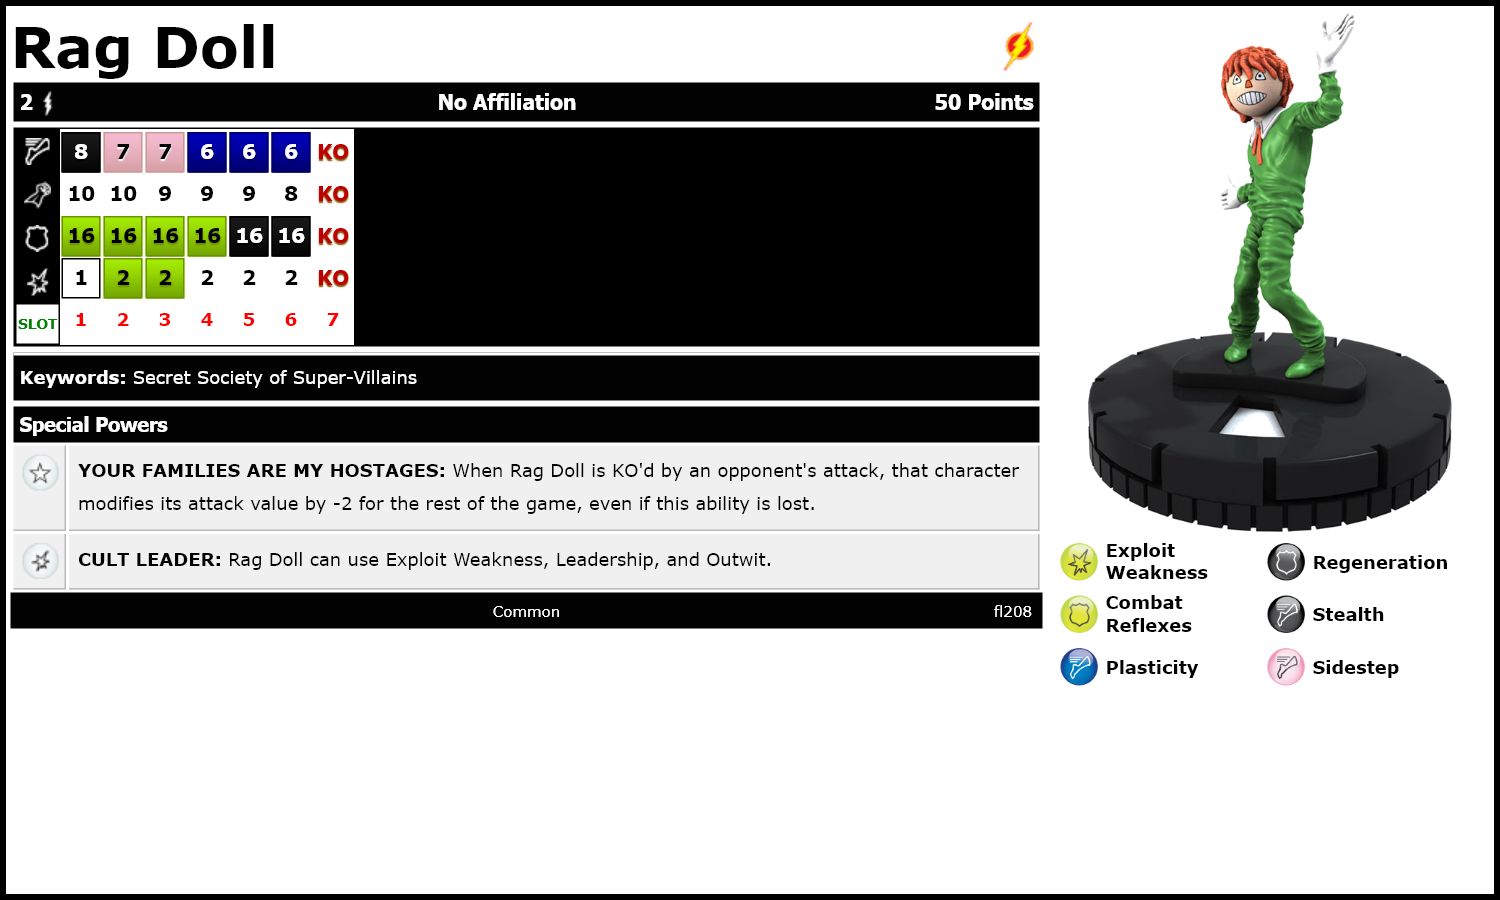 Rag Doll
2 No Affiliation 50 Points
8 7 7 6 6 6 KO
10 10 9 9 9 8 KO
16 16 16 16 16 16 KO
1 2 2 2 2 2 KO
SLOT 1 2 3 4 5 6 7
Keywords: Secret Society of Super-Villains
Special Powers
YOUR FAMILIES ARE MY HOSTAGES: When Rag Doll is KO'd by an opponent's attack, that character
modifies its attack value by -2 for the rest of the game, even if this ability is lost.
CULT LEADER: Rag Doll can use Exploit Weakness, Leadership, and Outwit.
Common fl208
Exploit
Weakness
Regeneration
Combat
Reflexes
Stealth
Plasticity
Sidestep